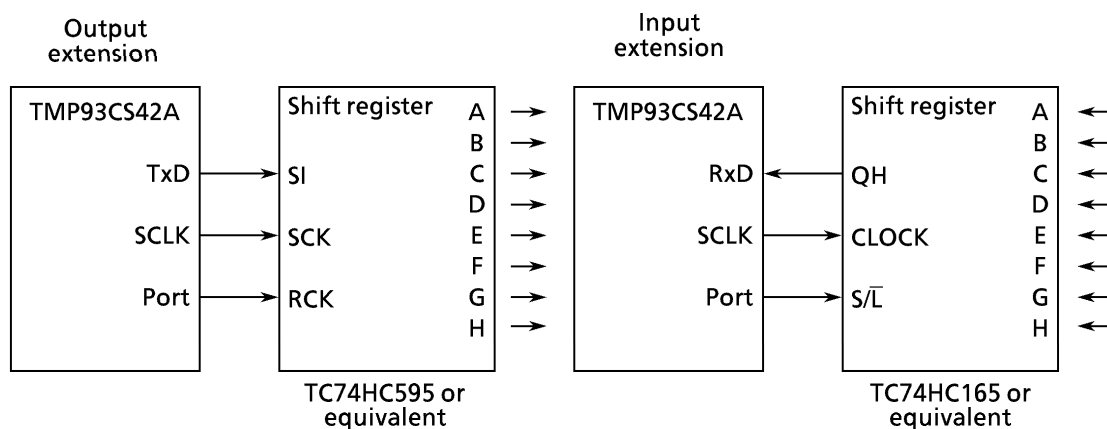 Output
extension
TMP93CS42A
TxD
SCLK
Port
Shift register
SI
SCK
RCK
A
B
C
D
E
F
G
H
TC74HC595 or
equivalent
Input
extension
TMP93CS42A
RxD
SCLK
Port
Shift register
QH
CLOCK
S/L̅
A
B
C
D
E
F
G
H
TC74HC165 or
equivalent